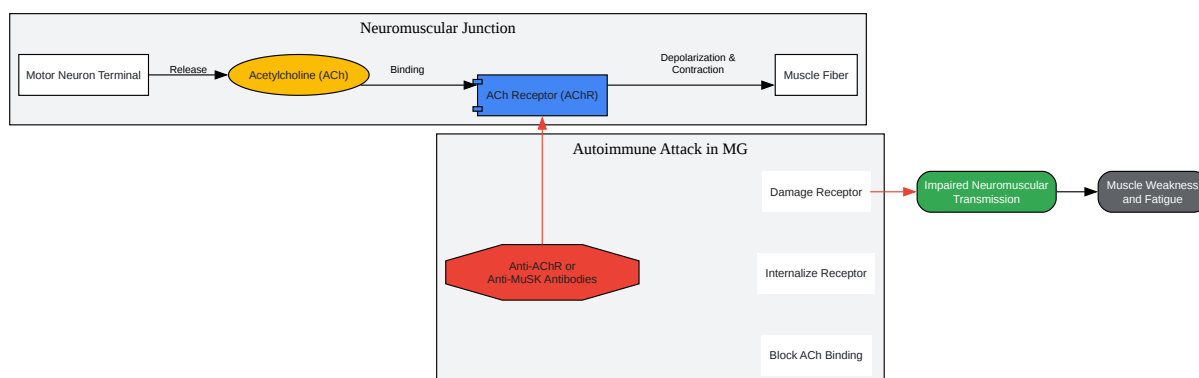 Neuromuscular Junction
Motor Neuron Terminal
Release
Acetylcholine (ACh)
Binding
ACh Receptor (AChR)
Depolarization &
Contraction
Muscle Fiber
Autoimmune Attack in MG
Anti-AChR or
Anti-MuSK Antibodies
Damage Receptor
Internalize Receptor
Block ACh Binding
Impaired Neuromuscular
Transmission
Muscle Weakness
and Fatigue